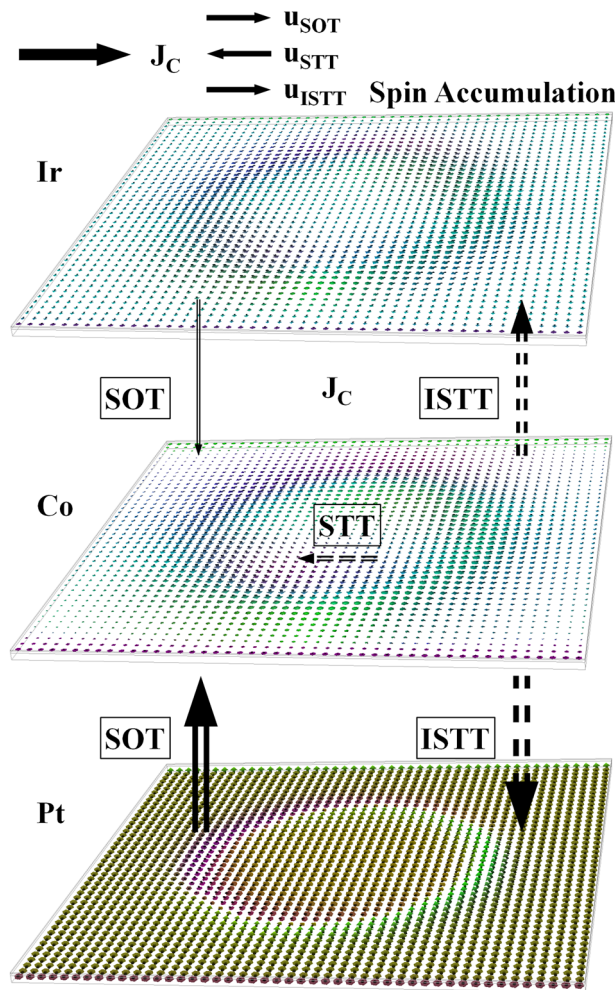 u_SOT
J_C u_STT
u_ISTT Spin Accumulation
Ir
SOT J_C ISTT
Co
STT
SOT ISTT
Pt